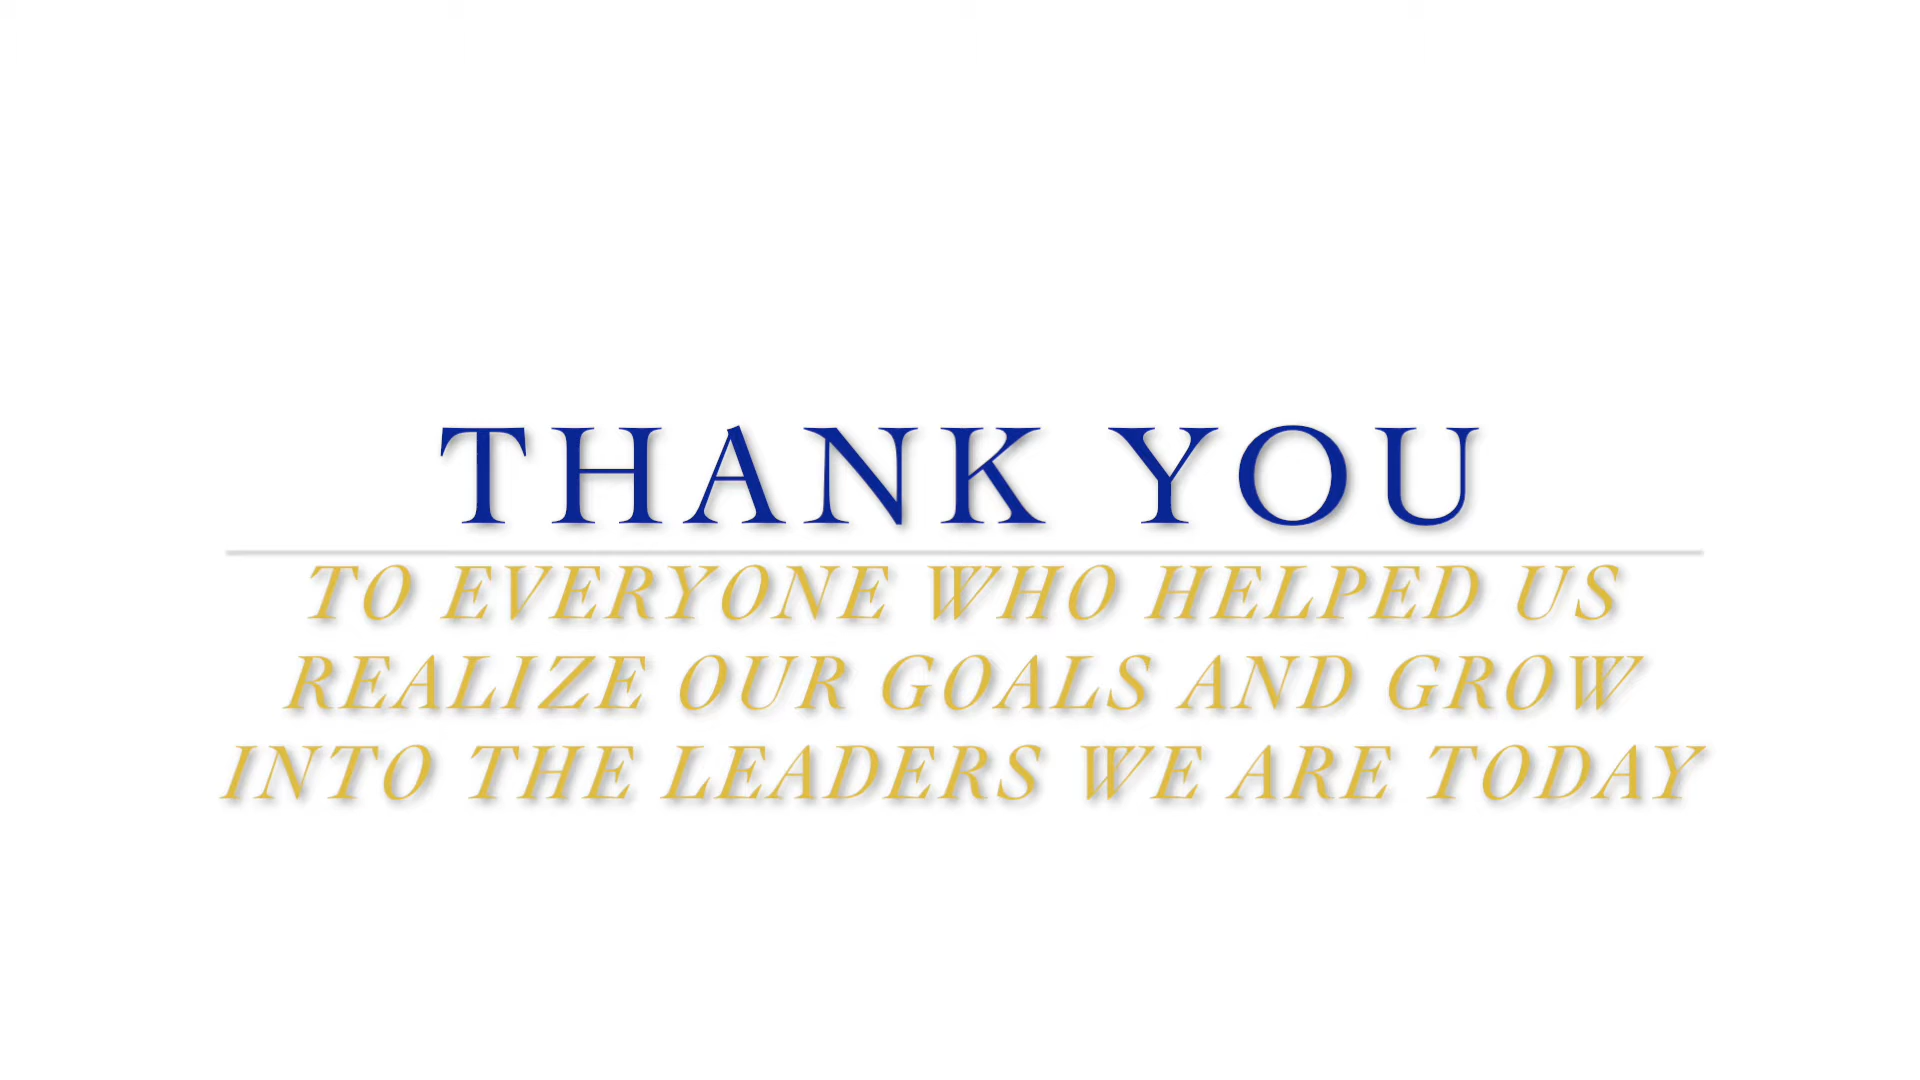 THANK YOU
TO EVERYONE WHO HELPED US
REALIZE OUR GOALS AND GROW
INTO THE LEADERS WE ARE TODAY